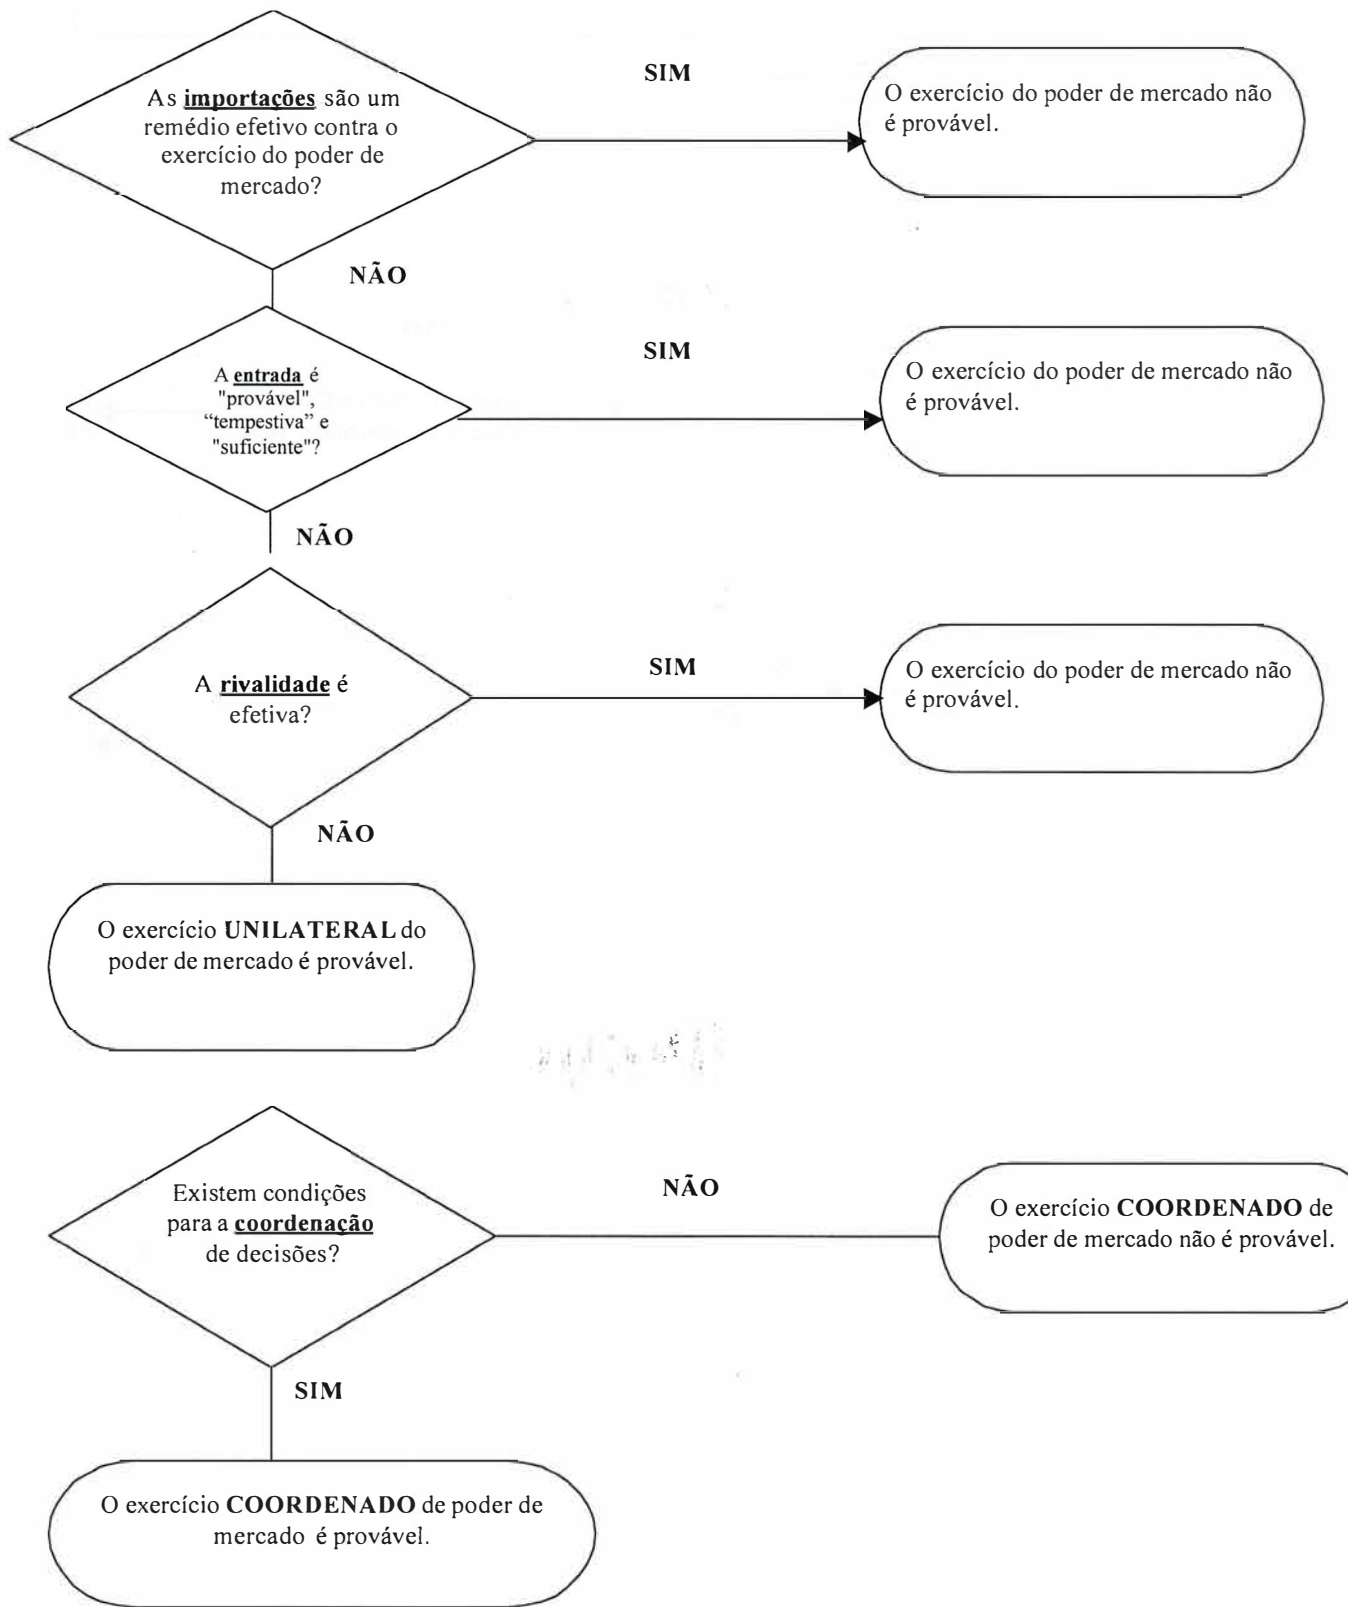 As importações são um
remédio efetivo contra o
exercício do poder de
mercado?
SIM
O exercício do poder de mercado não
é provável.
NÃO
A entrada é
"provável",
“tempestiva” e
"suficiente"?
SIM
O exercício do poder de mercado não
é provável.
NÃO
A rivalidade é
efetiva?
SIM
O exercício do poder de mercado não
é provável.
NÃO
O exercício UNILATERAL do
poder de mercado é provável.
Existem condições
para a coordenação
de decisões?
NÃO
O exercício COORDENADO de
poder de mercado não é provável.
SIM
O exercício COORDENADO de poder de
mercado é provável.